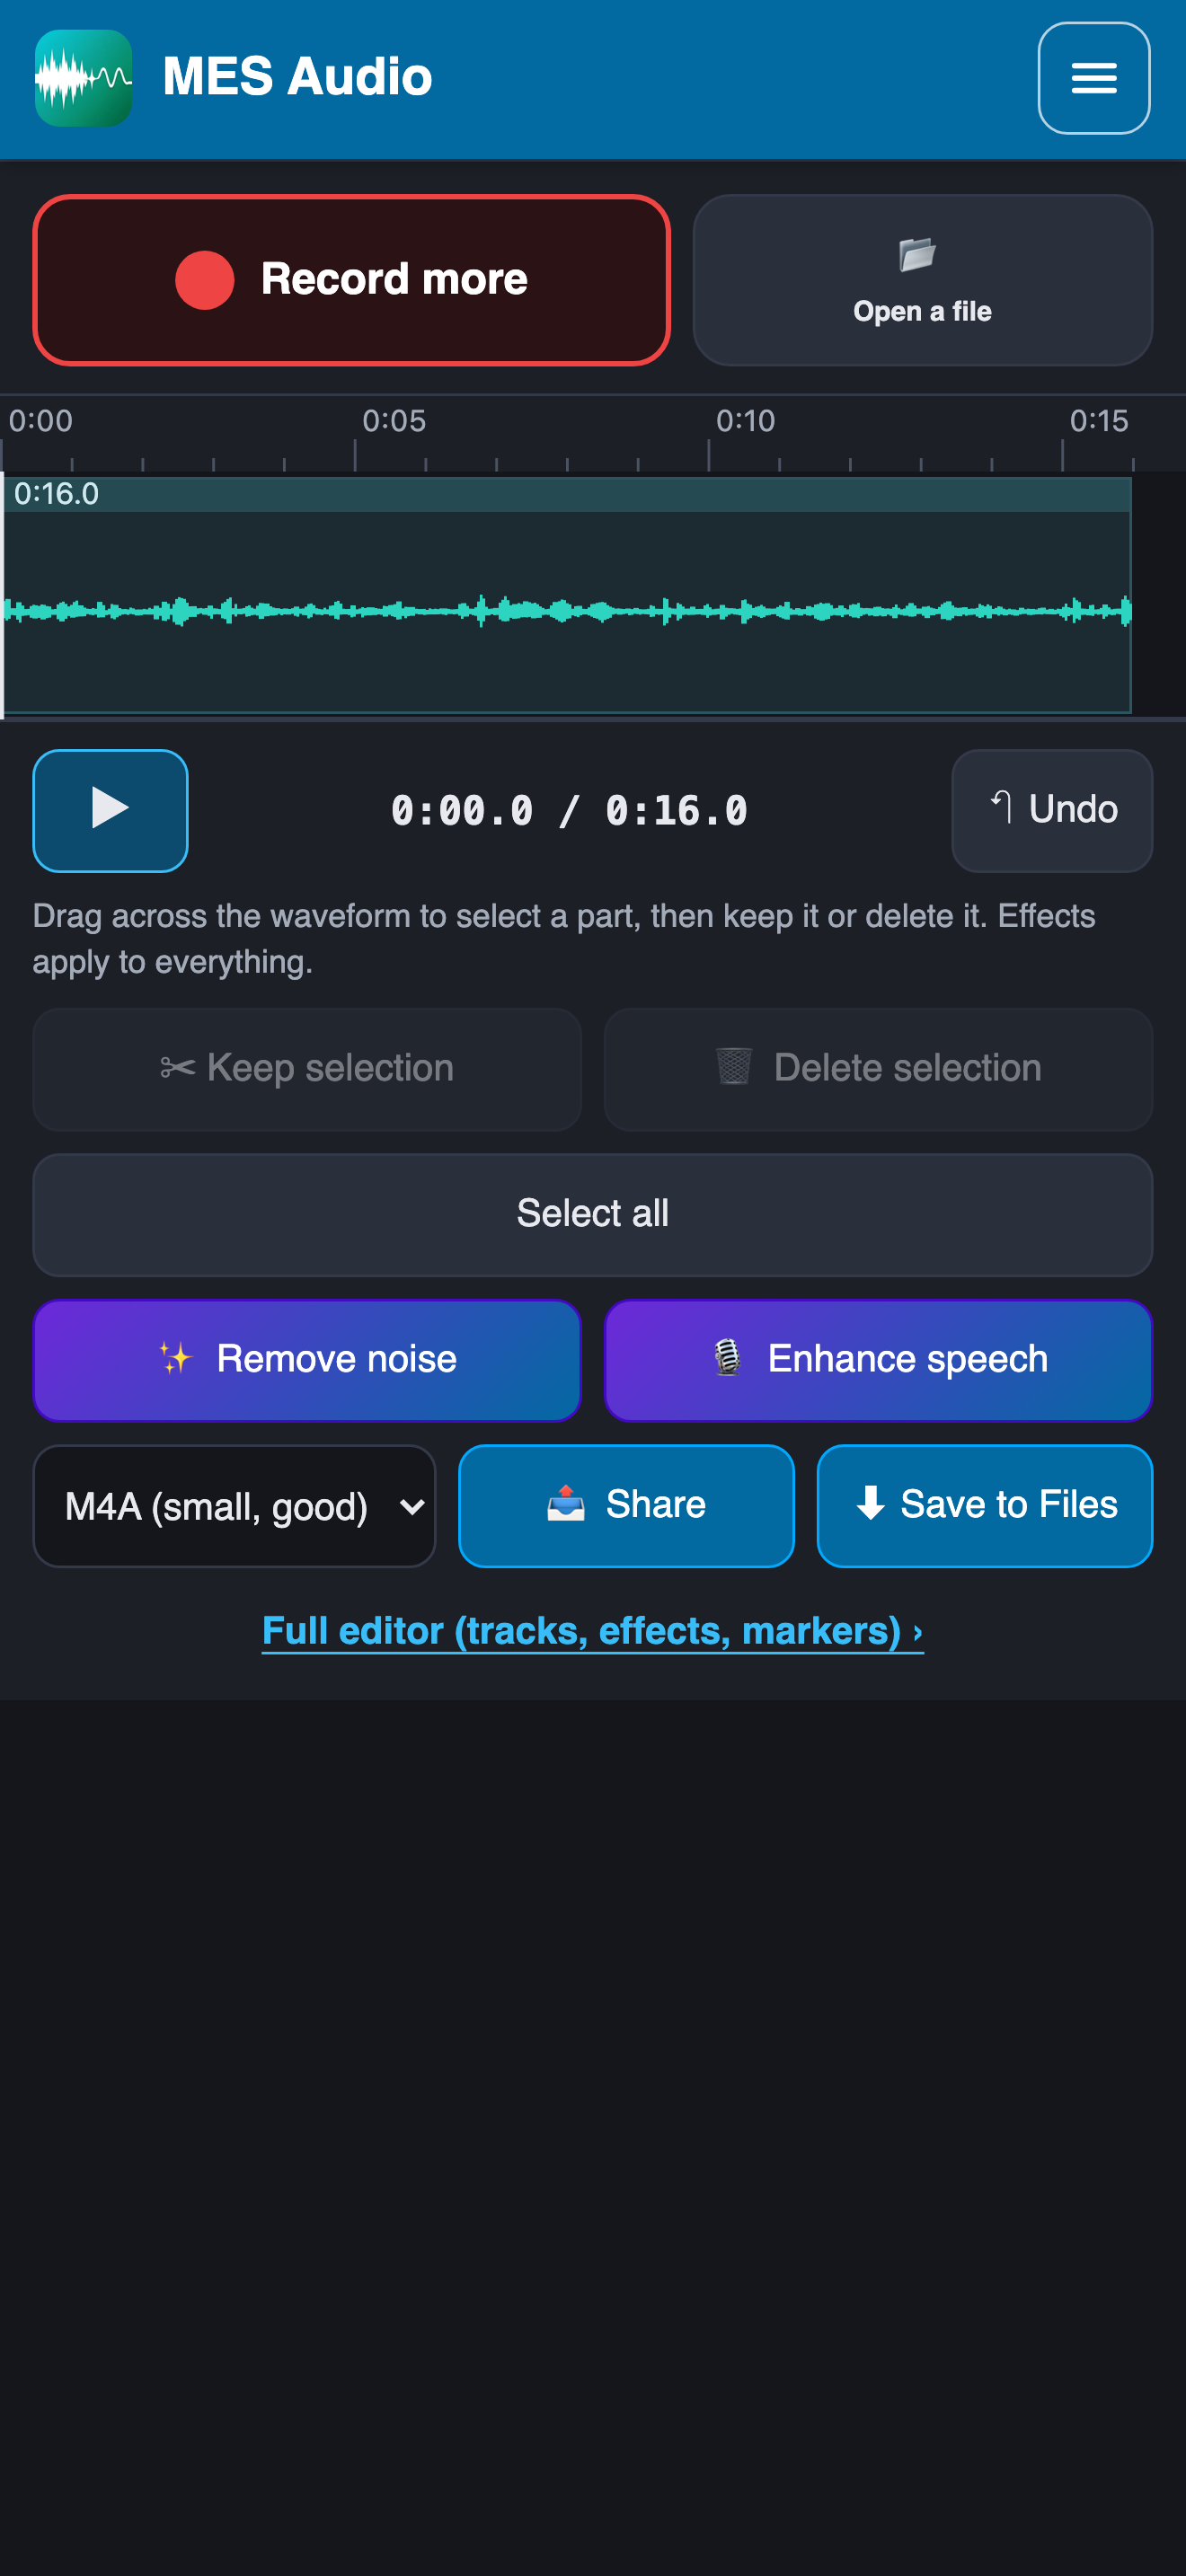 MES Audio
Record more
Open a file
0:00 0:05 0:10 0:15
0:16.0
0:00.0 / 0:16.0
Undo
Drag across the waveform to select a part, then keep it or delete it. Effects
apply to everything.
Keep selection
Delete selection
Select all
Remove noise
Enhance speech
M4A (small, good)
Share
Save to Files
Full editor (tracks, effects, markers) ›